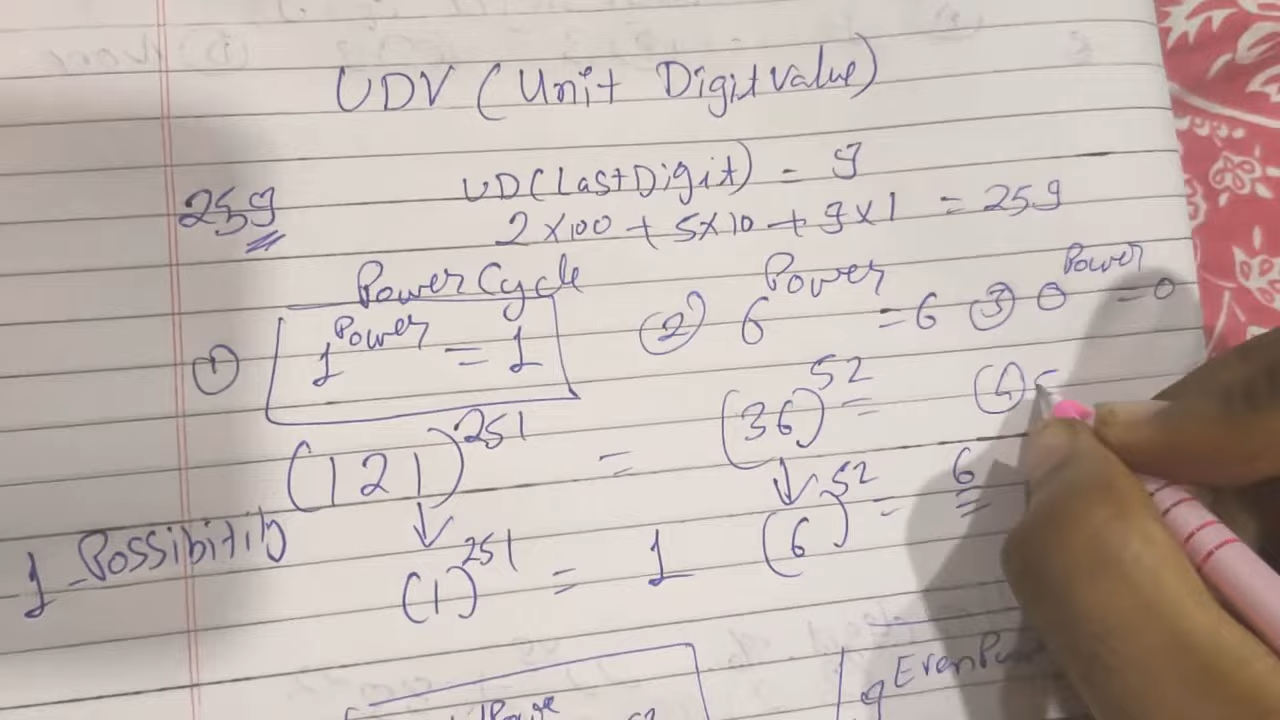 UDV (Unit Digit Value)
259 UD(Last Digit) = 9
2 × 100 + 5 × 10 + 9 × 1 = 259
Power Cycle
① 1^Power = 1 ② 6^Power = 6 ③ 0^Power = 0
(121)^251 = (36)^52 = ④ 5
1 Possibitily (1)^251 = 1 (6)^52 = 6
9^Even